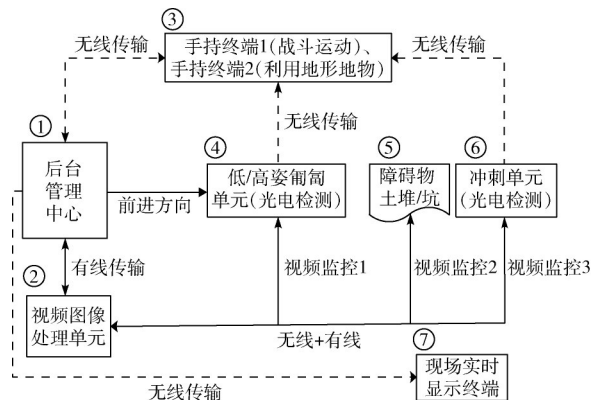 ③
手持终端1(战斗运动)、
手持终端2(利用地形地物)
无线传输
无线传输
无线传输
①
后台
管理
中心
④
低/高姿匍匐
单元(光电检测)
⑤
障碍物
土堆/坑
⑥
冲刺单元
(光电检测)
前进方向
有线传输
视频监控1
视频监控2
视频监控3
②
视频图像
处理单元
无线+有线
⑦
现场实时
显示终端
无线传输